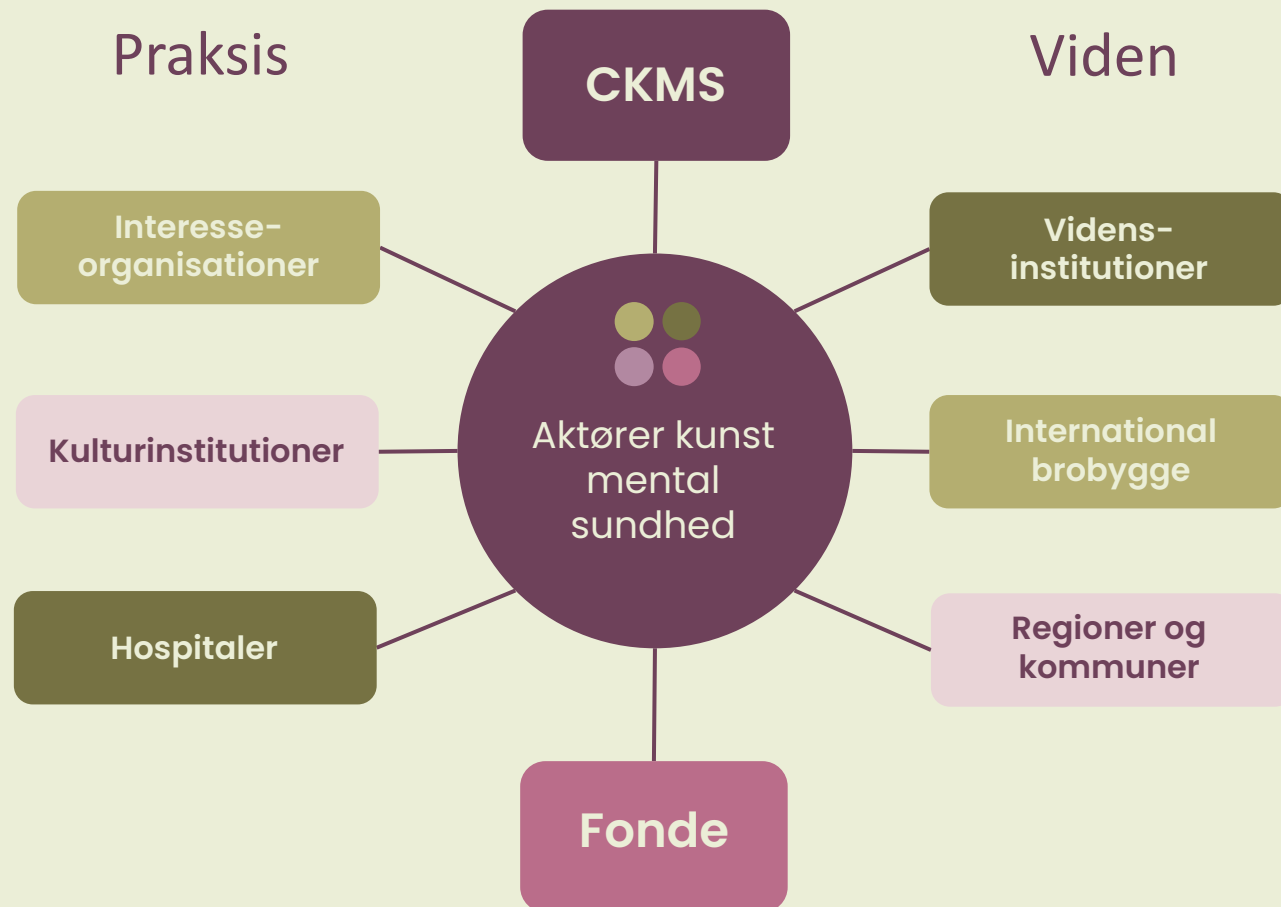 Praksis
CKMS
Viden
Interesse-
organisationer
Videns-
institutioner
Aktører kunst
mental
sundhed
Kulturinstitutioner
International
brobygge
Hospitaler
Regioner og
kommuner
Fonde